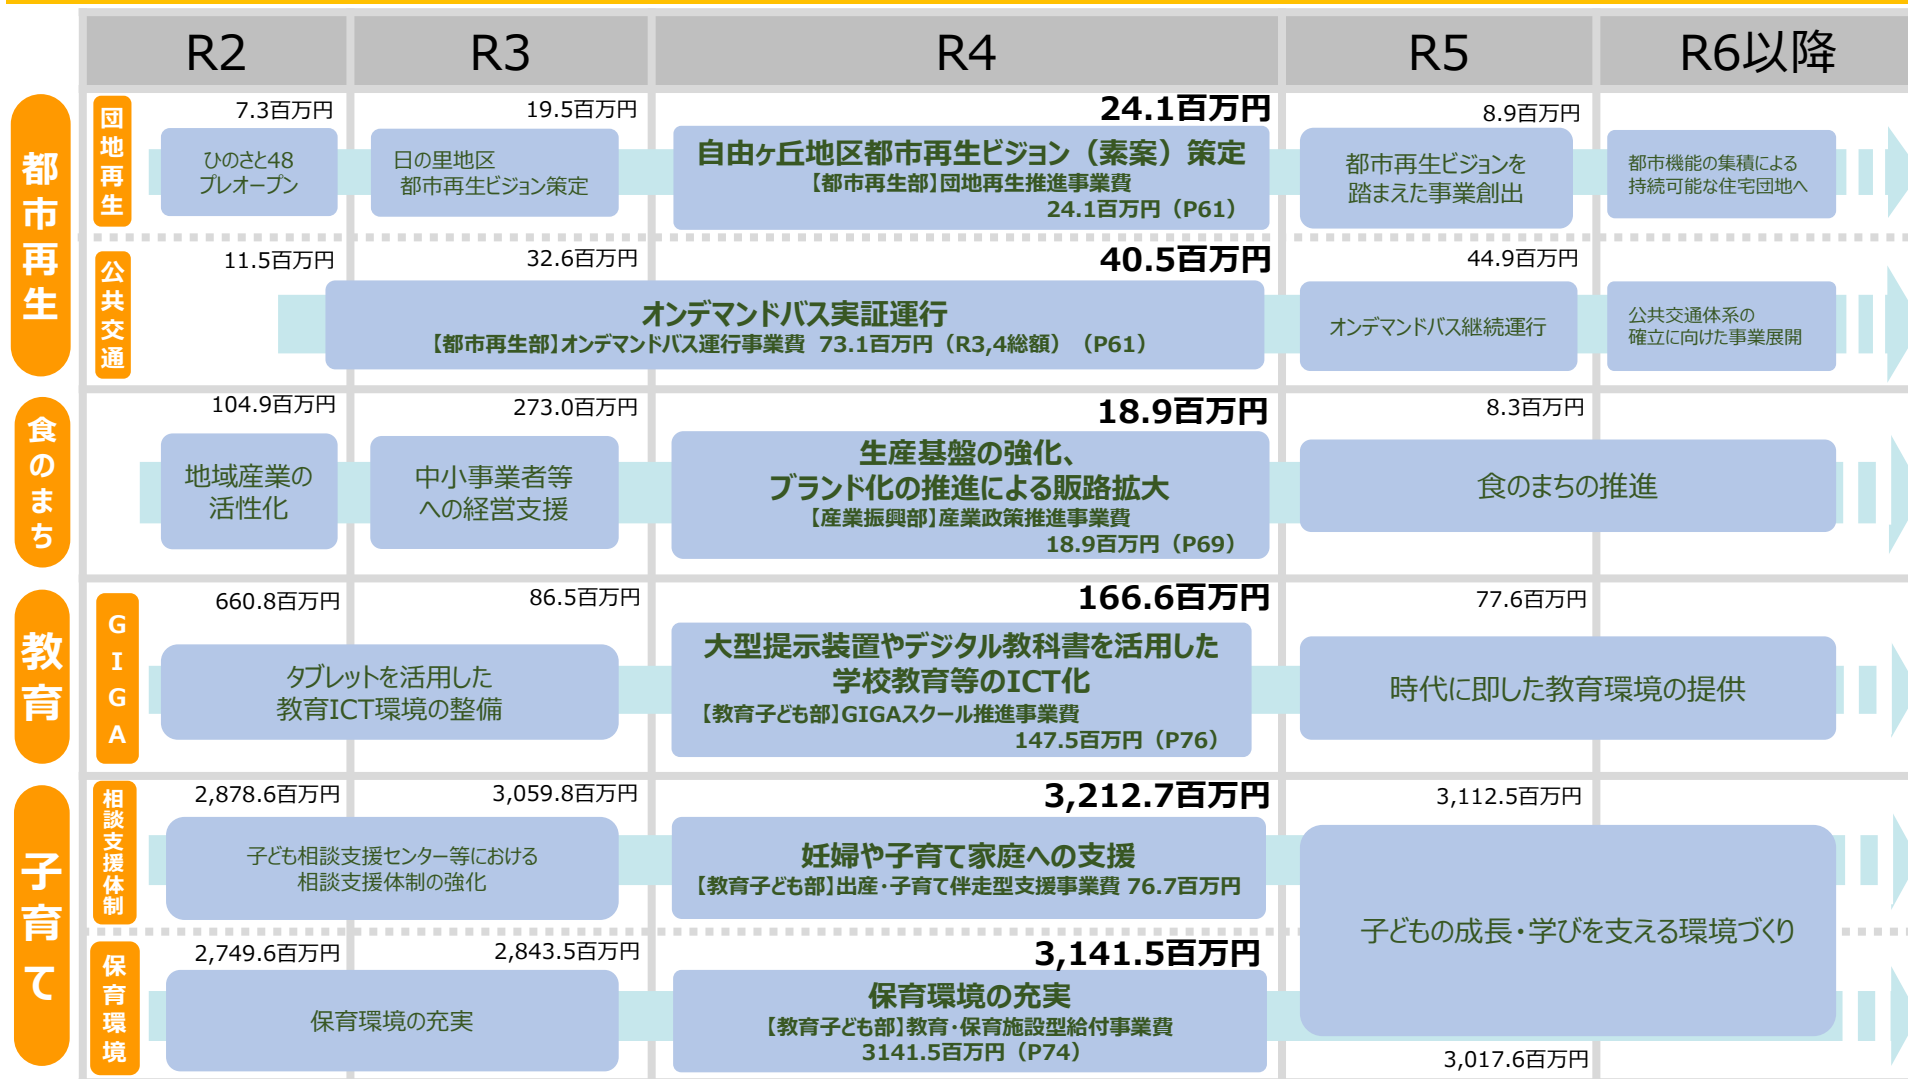 R2
R3
R4
R5
R6以降
都市再生
団地再生
7.3百万円
ひのさと48
プレオープン
19.5百万円
日の里地区
都市再生ビジョン策定
24.1百万円
自由ヶ丘地区都市再生ビジョン（素案）策定
【都市再生部】団地再生推進事業費
24.1百万円（P61）
8.9百万円
都市再生ビジョンを
踏まえた事業創出
都市機能の集積による
持続可能な住宅団地へ
公共交通
11.5百万円
32.6百万円
40.5百万円
オンデマンドバス実証運行
【都市再生部】オンデマンドバス運行事業費 73.1百万円（R3,4総額）（P61）
44.9百万円
オンデマンドバス継続運行
公共交通体系の
確立に向けた事業展開
食のまち
104.9百万円
地域産業の
活性化
273.0百万円
中小事業者等
への経営支援
18.9百万円
生産基盤の強化、
ブランド化の推進による販路拡大
【産業振興部】産業政策推進事業費
18.9百万円（P69）
8.3百万円
食のまちの推進
教育
GIGA
660.8百万円
86.5百万円
タブレットを活用した
教育ICT環境の整備
166.6百万円
大型提示装置やデジタル教科書を活用した
学校教育等のICT化
【教育子ども部】GIGAスクール推進事業費
147.5百万円（P76）
77.6百万円
時代に即した教育環境の提供
子育て
相談支援体制
2,878.6百万円
3,059.8百万円
子ども相談支援センター等における
相談支援体制の強化
3,212.7百万円
妊婦や子育て家庭への支援
【教育子ども部】出産・子育て伴走型支援事業費 76.7百万円
3,112.5百万円
子どもの成長・学びを支える環境づくり
保育環境
2,749.6百万円
2,843.5百万円
保育環境の充実
3,141.5百万円
保育環境の充実
【教育子ども部】教育・保育施設型給付事業費
3141.5百万円（P74）
3,017.6百万円